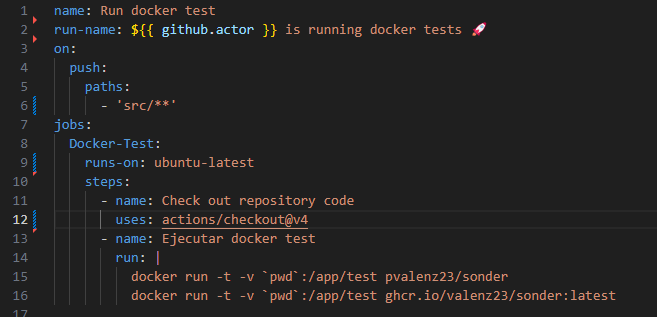 1 name: Run docker test
2 run-name: ${{ github.actor }} is running docker tests 🚀
3 on:
4   push:
5     paths:
6       - 'src/**'
7 jobs:
8   Docker-Test:
9     runs-on: ubuntu-latest
10     steps:
11       - name: Check out repository code
12         uses: actions/checkout@v4
13       - name: Ejecutar docker test
14         run: |
15           docker run -t -v `pwd`:/app/test pvalenz23/sonder
16           docker run -t -v `pwd`:/app/test ghcr.io/valenz23/sonder:latest